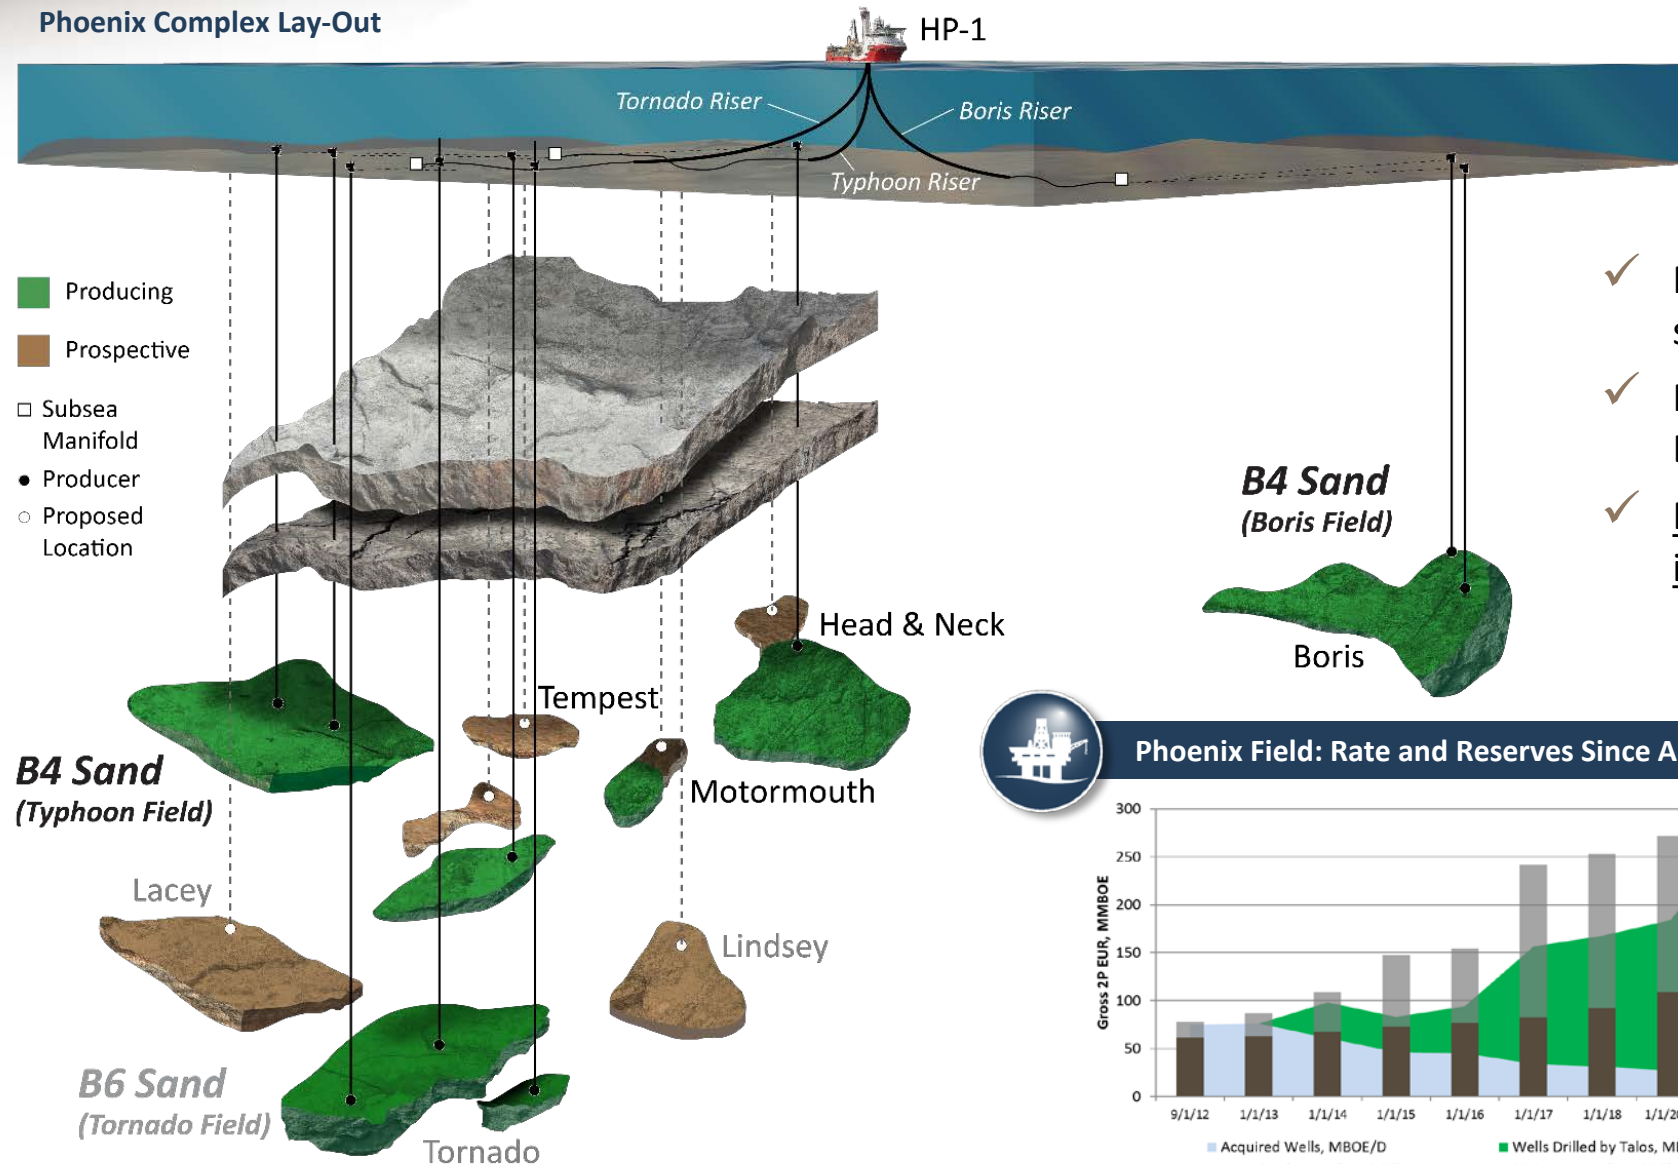 Phoenix Complex Lay-Out
HP-1
Tornado Riser
Boris Riser
Typhoon Riser
Producing
Prospective
Subsea
Manifold
Producer
Proposed
Location
B4 Sand
(Boris Field)
Boris
Head & Neck
Tempest
Motormouth
B4 Sand
(Typhoon Field)
Lacey
Lindsey
B6 Sand
(Tornado Field)
Tornado
Phoenix Field: Rate and Reserves Since
Gross 2P EUR, MMBOE
300
250
200
150
100
50
0
9/1/12 1/1/13 1/1/14 1/1/15 1/1/16 1/1/17 1/1/18
Acquired Wells, MBOE/D
Wells Drilled by Talos,